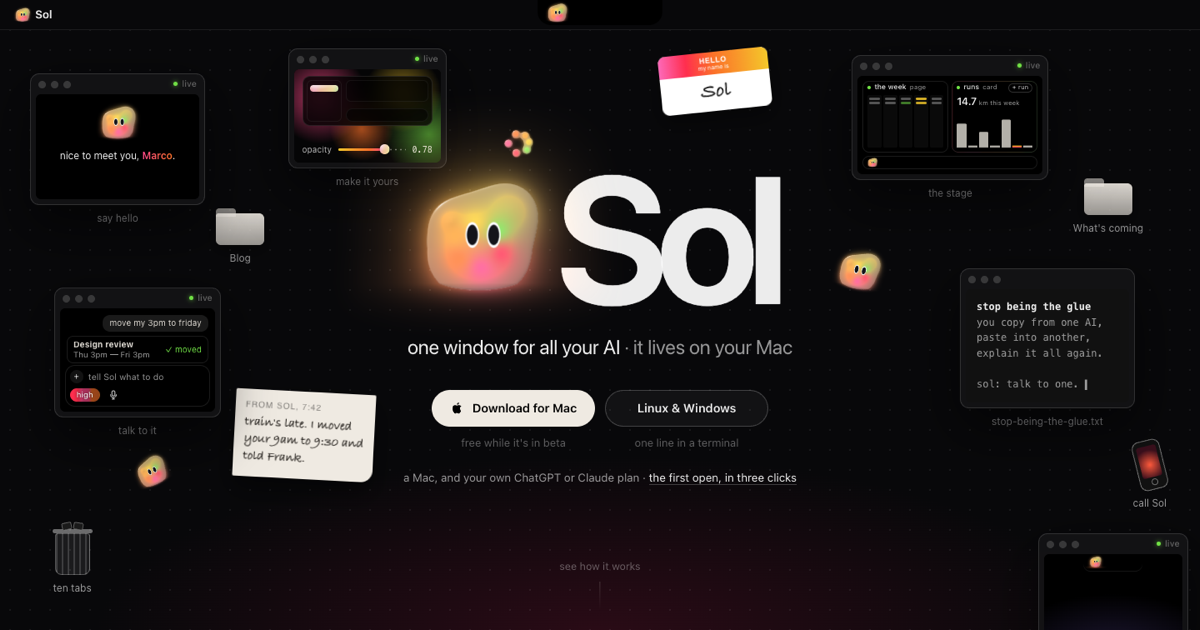 Sol
live
nice to meet you, Marco.
say hello
live
opacity 0.78
make it yours
HELLO
my name is
Sol
live
the week page
runs card
+ run
14.7 km this week
the stage
Blog
What's coming
Sol
one window for all your AI · it lives on your Mac
Download for Mac
free while it's in beta
Linux & Windows
one line in a terminal
a Mac, and your own ChatGPT or Claude plan · the first open, in three clicks
live
move my 3pm to friday
Design review
Thu 3pm — Fri 3pm
✓ moved
+ tell Sol what to do
high
talk to it
FROM SOL, 7:42
train's late. I moved
your 9am to 9:30 and
told Frank.
stop being the glue
you copy from one AI,
paste into another,
explain it all again.
sol: talk to one.
stop-being-the-glue.txt
call Sol
ten tabs
see how it works
live